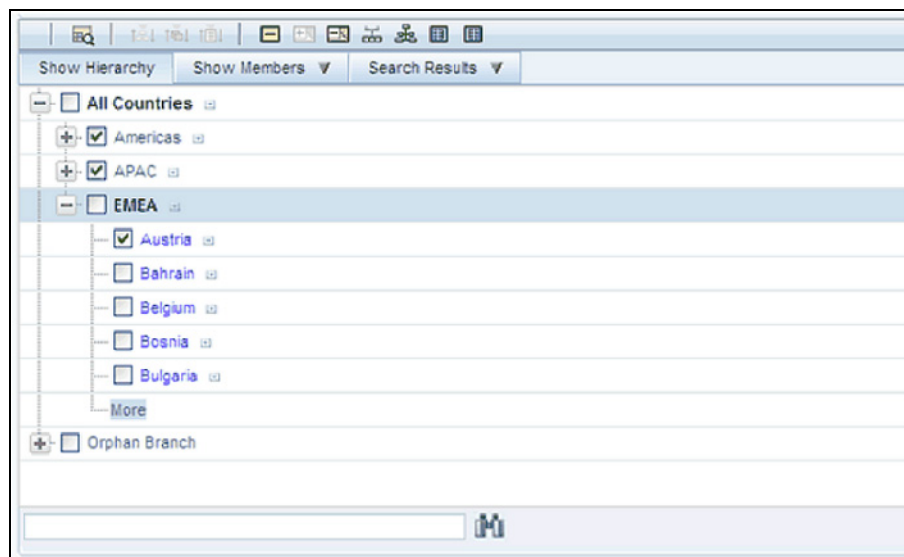 Show Hierarchy Show Members Search Results
All Countries
Americas
APAC
EMEA
Austria
Bahrain
Belgium
Bosnia
Bulgaria
More
Orphan Branch